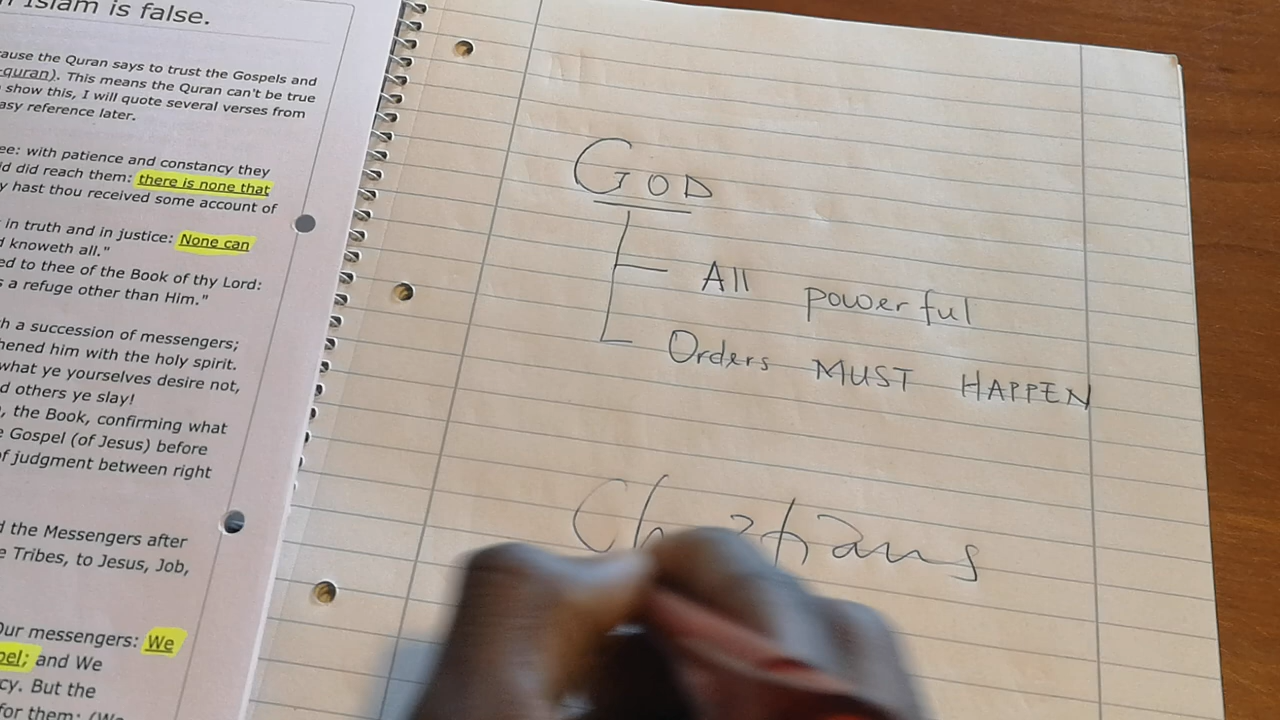 Islam is false.
ause the Quran says to trust the Gospels and
-quran). This means the Quran can't be true
show this, I will quote several verses from
asy reference later.
ee: with patience and constancy they
id did reach them: there is none that
y hast thou received some account of
in truth and in justice: None can
d knoweth all."
ed to thee of the Book of thy Lord:
s a refuge other than Him."
h a succession of messengers;
hened him with the holy spirit.
what ye yourselves desire not,
d others ye slay!
, the Book, confirming what
e Gospel (of Jesus) before
of judgment between right
d the Messengers after
e Tribes, to Jesus, Job,
Our messengers: We
pel; and We
cy. But the
for them: (We
GOD
All powerful
Orders MUST HAPPEN